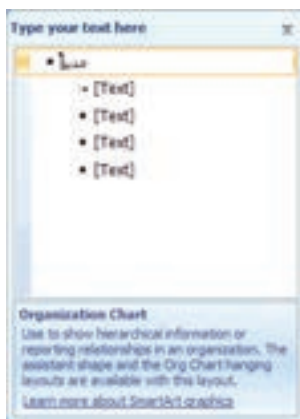 Type your text here
[Text]
[Text]
[Text]
[Text]
Organization Chart
Use to show hierarchical information or
reporting relationships in an organization. The
assistant shape and the Org Chart hanging
layouts are available with this layout.
Learn more about SmartArt graphics